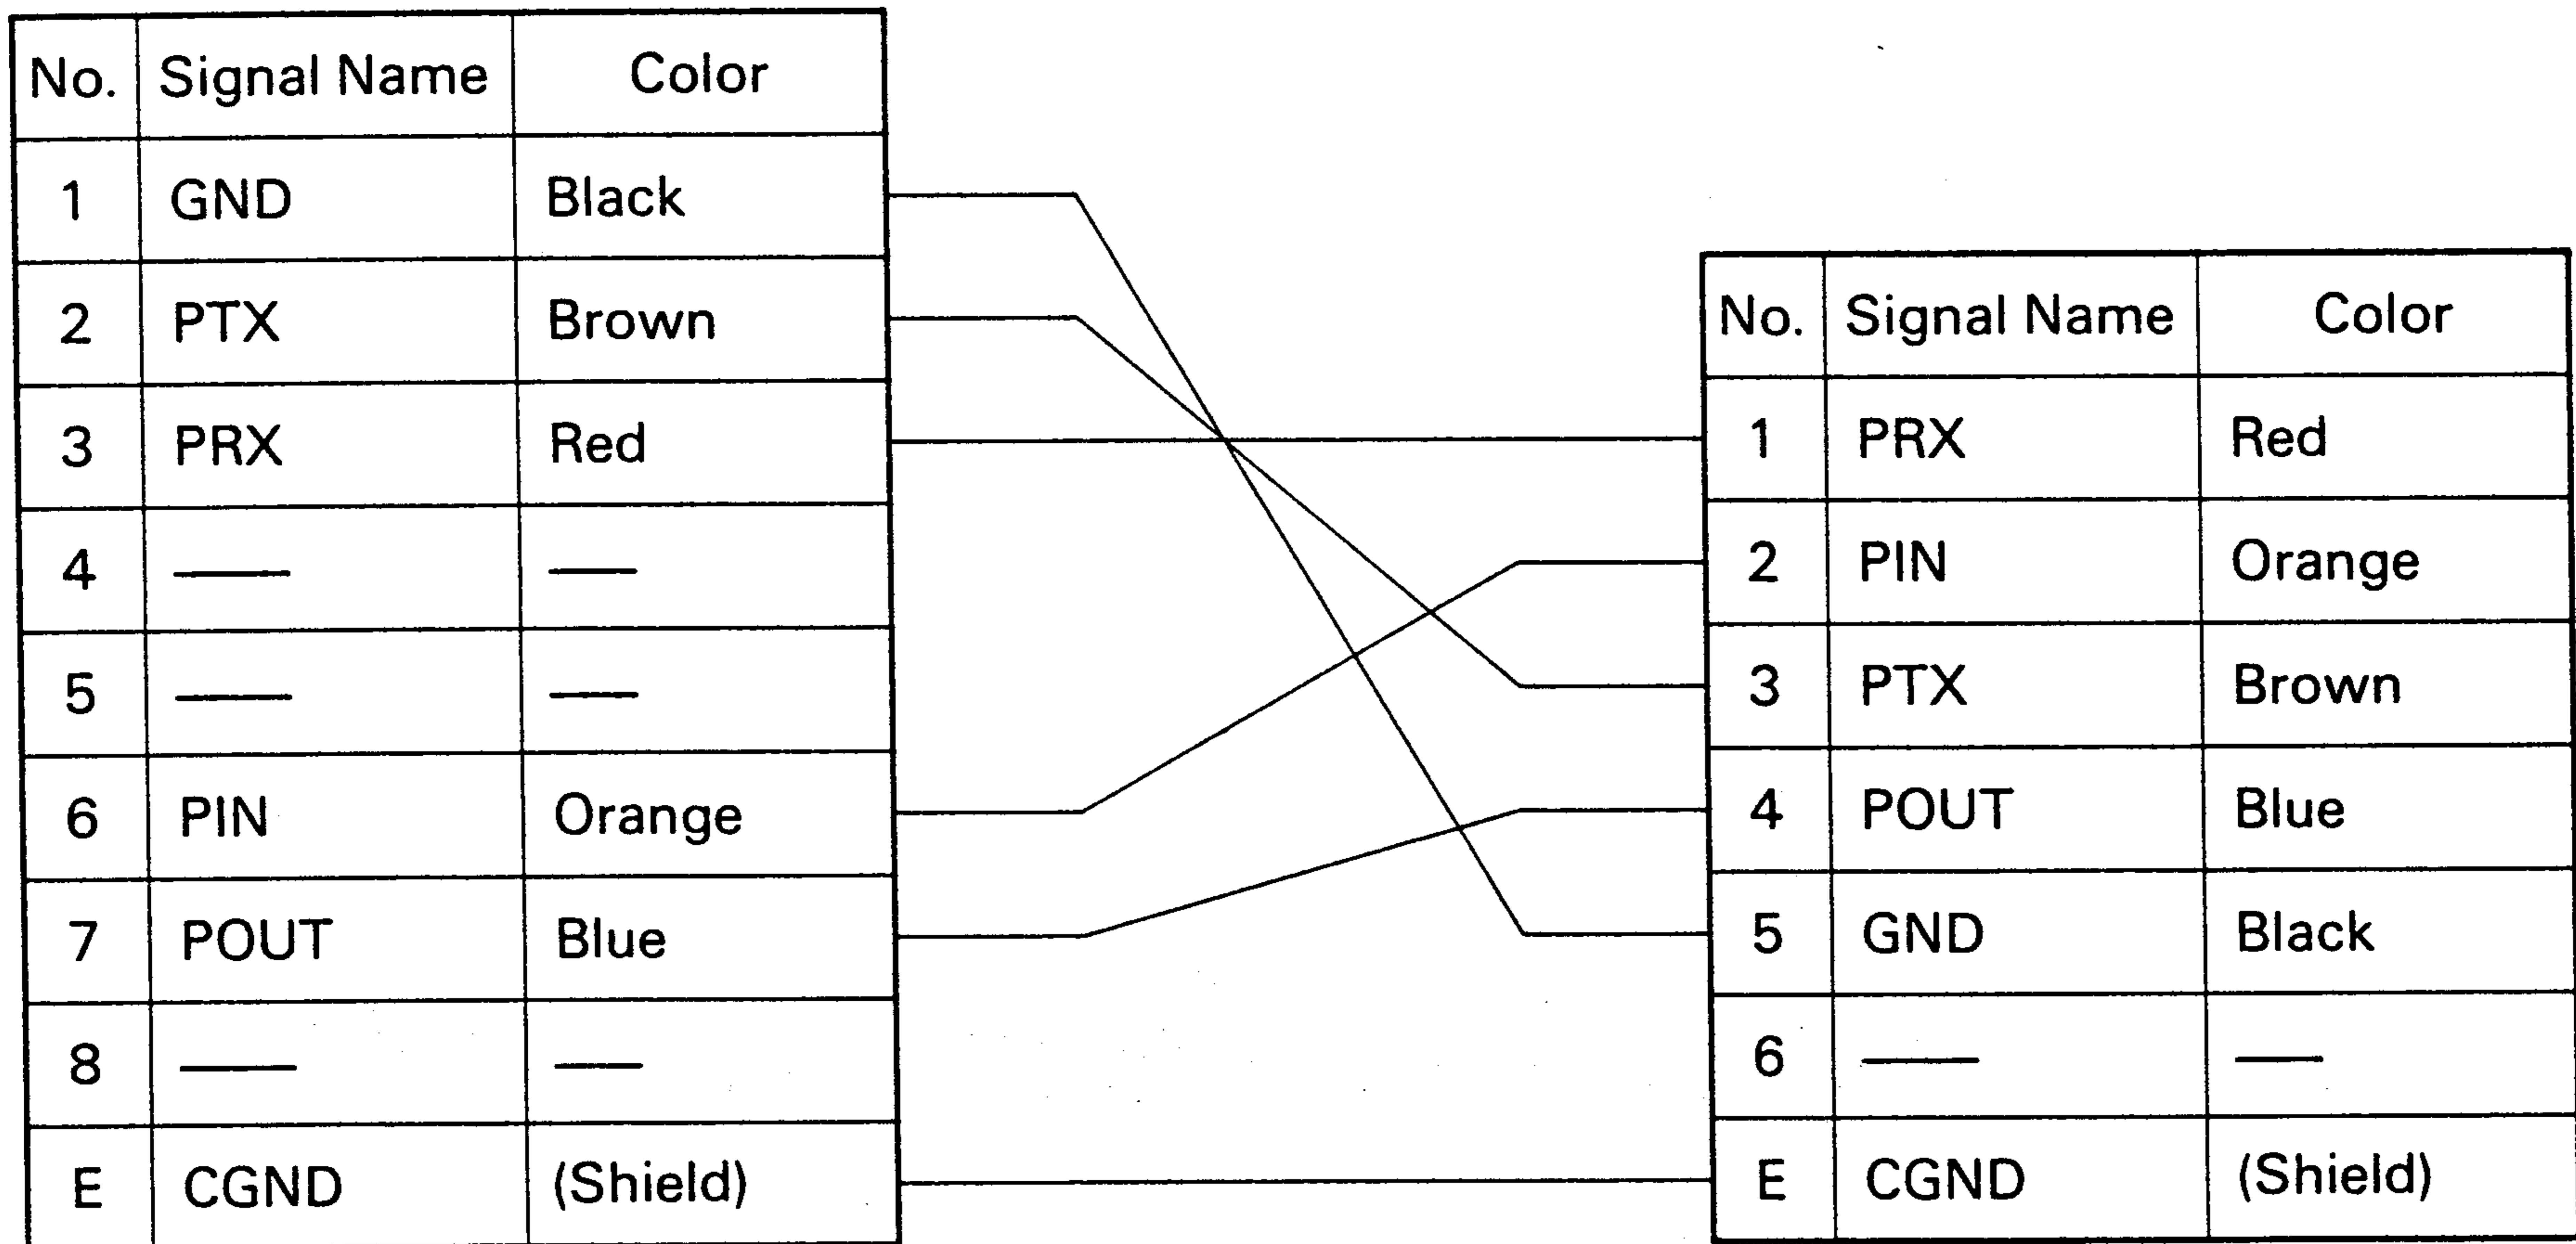 No. Signal Name Color
1 GND Black
2 PTX Brown
3 PRX Red
4 — —
5 — —
6 PIN Orange
7 POUT Blue
8 — —
E CGND (Shield)
No. Signal Name Color
1 PRX Red
2 PIN Orange
3 PTX Brown
4 POUT Blue
5 GND Black
6 — —
E CGND (Shield)